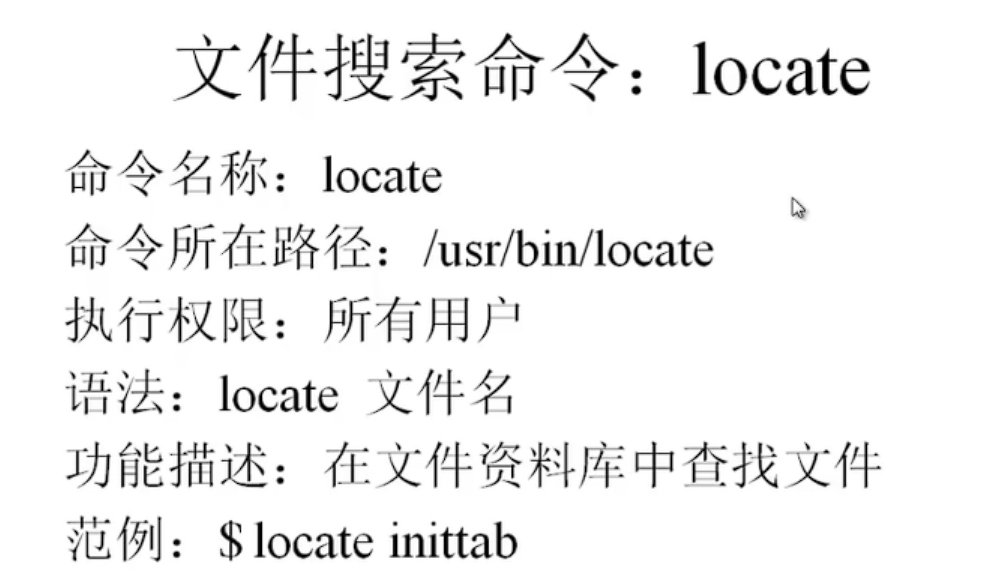 文件搜索命令：locate
命令名称：locate
命令所在路径：/usr/bin/locate
执行权限：所有用户
语法：locate 文件名
功能描述：在文件资料库中查找文件
范例：$ locate inittab